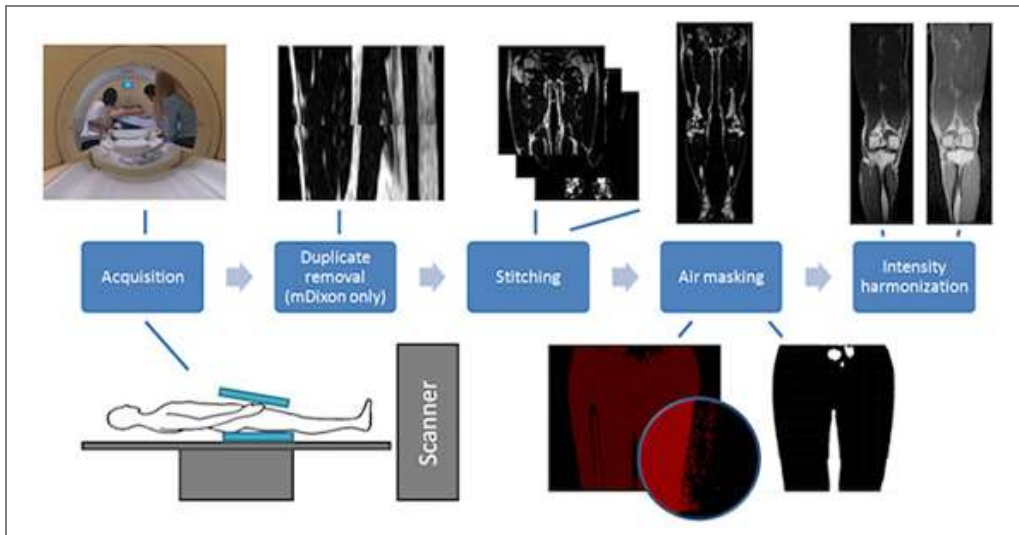 Acquisition
Duplicate
removal
(mDixon only)
Stitching
Air masking
Intensity
harmonization
Scanner